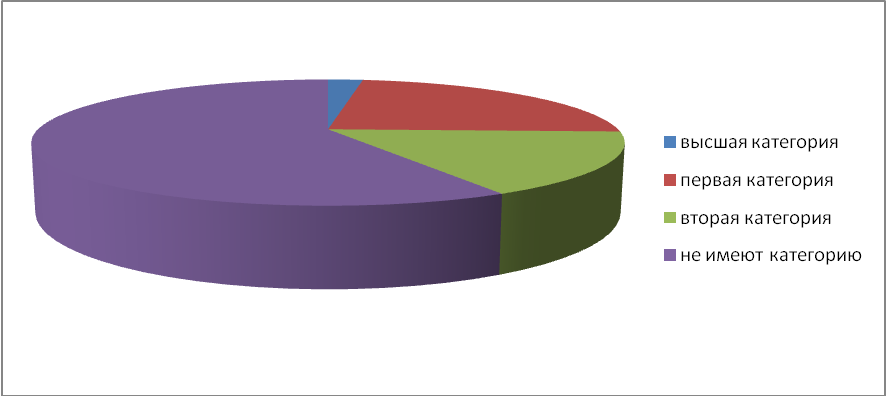 высшая категория
первая категория
вторая категория
не имеют категорию